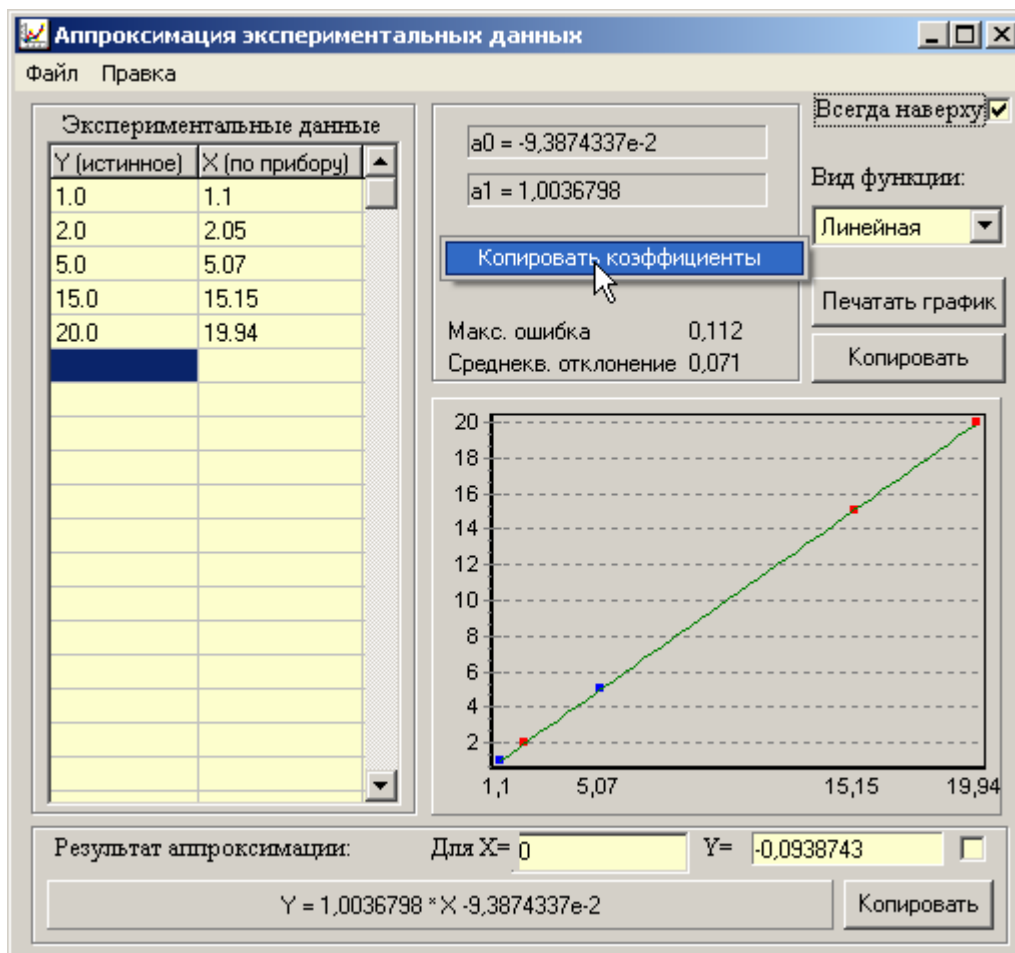 Аппроксимация экспериментальных данных
Файл Правка
Экспериментальные данные
Y (истинное) X (по прибору)
1.0 1.1
2.0 2.05
5.0 5.07
15.0 15.15
20.0 19.94
a0 = -9,3874337e-2
a1 = 1,0036798
Копировать коэффициенты
Макс. ошибка 0,112
Среднекв. отклонение 0,071
Всегда наверху
Вид функции:
Линейная
Печатать график
Копировать
20
18
16
14
12
10
8
6
4
2
1,1 5,07 15,15 19,94
Результат аппроксимации: Для X= 0 Y= -0,0938743
Y = 1,0036798 * X -9,3874337e-2 Копировать